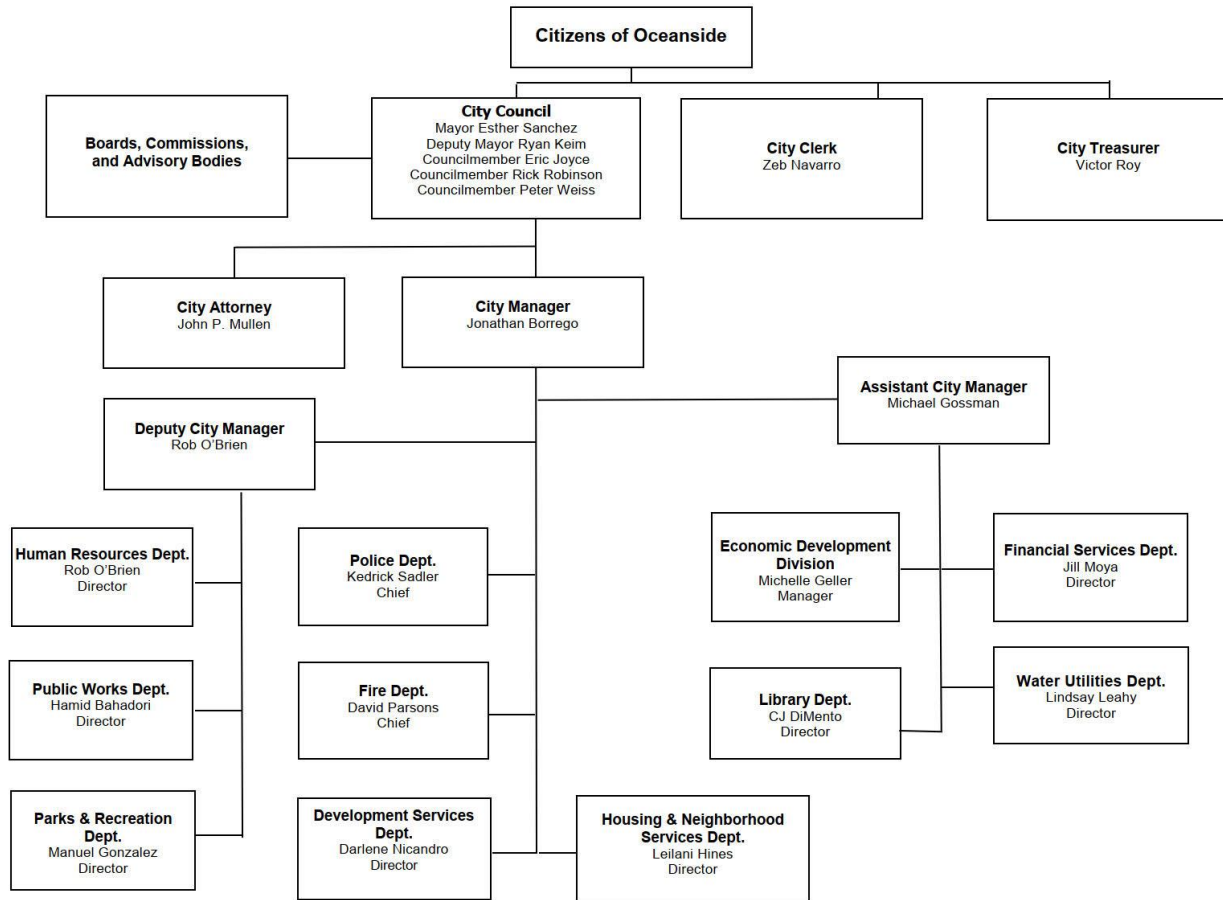 Citizens of Oceanside
Boards, Commissions,
and Advisory Bodies
City Council
Mayor Esther Sanchez
Deputy Mayor Ryan Keim
Councilmember Eric Joyce
Councilmember Rick Robinson
Councilmember Peter Weiss
City Clerk
Zeb Navarro
City Treasurer
Victor Roy
City Attorney
John P. Mullen
City Manager
Jonathan Borrego
Assistant City Manager
Michael Gossman
Deputy City Manager
Rob O'Brien
Human Resources Dept.
Rob O'Brien
Director
Police Dept.
Kedrick Sadler
Chief
Economic Development
Division
Michelle Geller
Manager
Financial Services Dept.
Jill Moya
Director
Public Works Dept.
Hamid Bahadori
Director
Fire Dept.
David Parsons
Chief
Library Dept.
CJ DiMento
Director
Water Utilities Dept.
Lindsay Leahy
Director
Parks & Recreation
Dept.
Manuel Gonzalez
Director
Development Services
Dept.
Darlene Nicandro
Director
Housing & Neighborhood
Services Dept.
Leilani Hines
Director